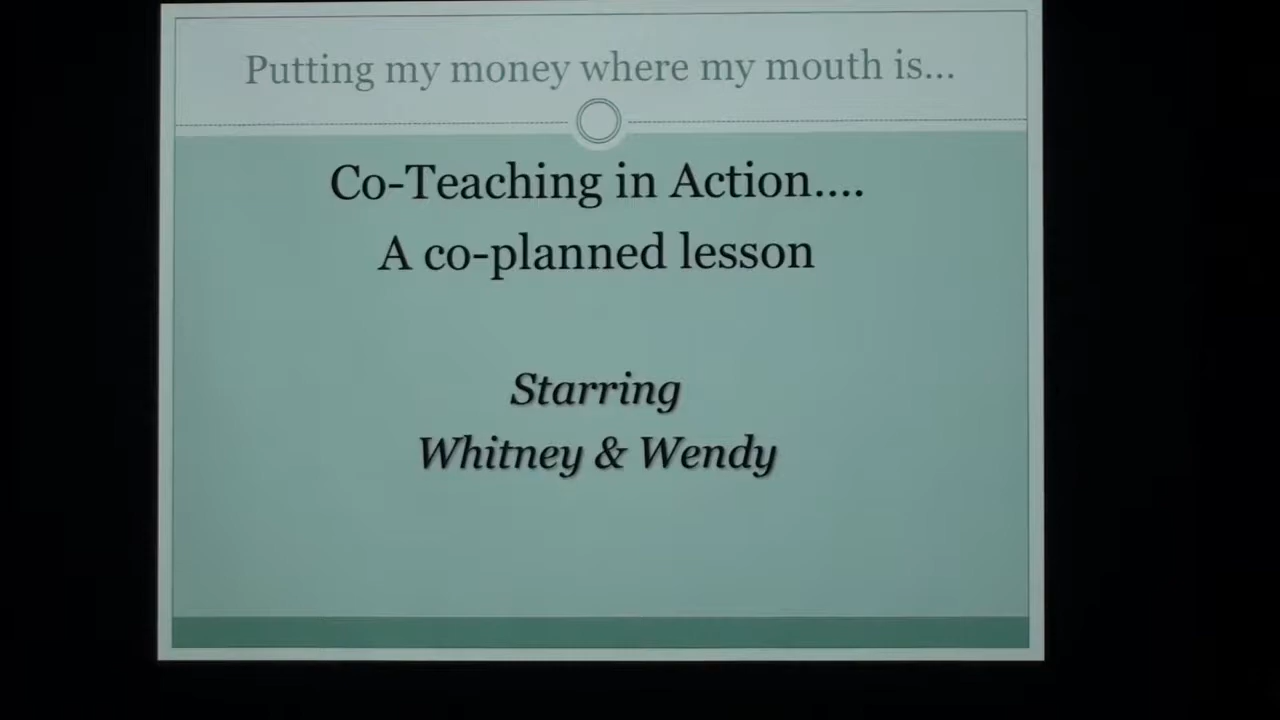 Putting my money where my mouth is...
Co-Teaching in Action....
A co-planned lesson
Starring
Whitney & Wendy